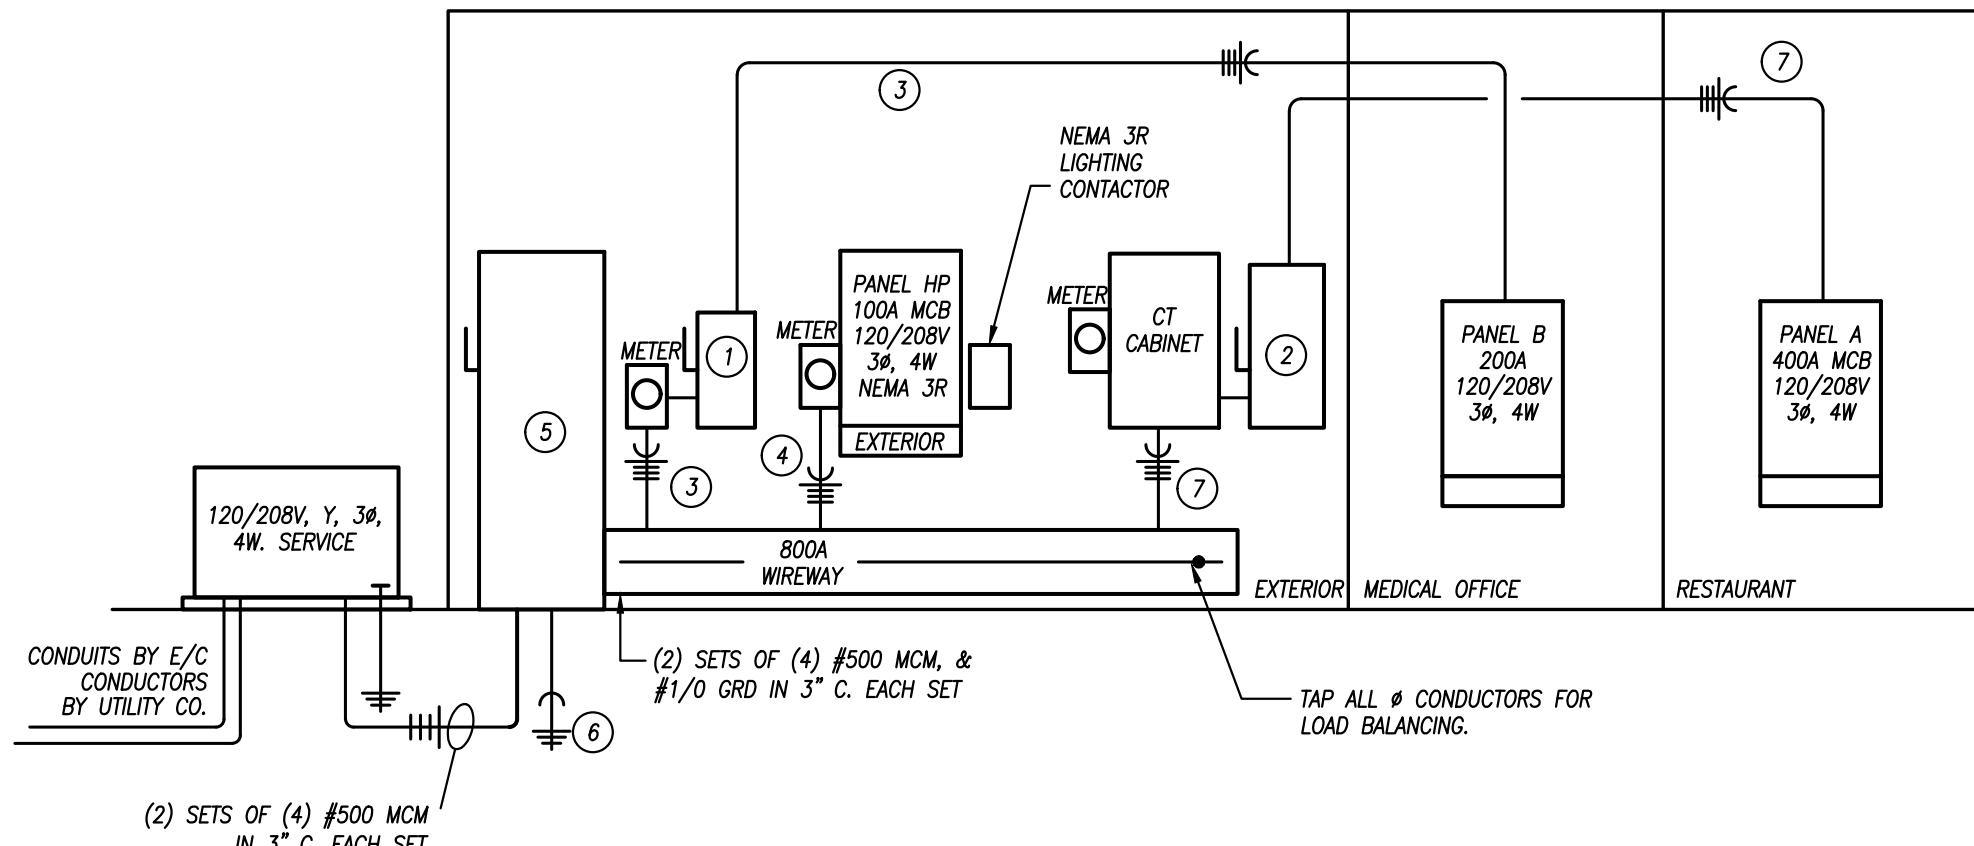 3
7
NEMA 3R
LIGHTING
CONTACTOR
PANEL HP
100A MCB
120/208V
3ø, 4W
NEMA 3R
EXTERIOR
METER
METER
METER
CT
CABINET
1
2
PANEL B
200A
120/208V
3ø, 4W
PANEL A
400A MCB
120/208V
3ø, 4W
5
3
4
7
120/208V, Y, 3ø,
4W. SERVICE
800A
WIREWAY
EXTERIOR
MEDICAL OFFICE
RESTAURANT
CONDUITS BY E/C
CONDUCTORS
BY UTILITY CO.
(2) SETS OF (4) #500 MCM, &
#1/0 GRD IN 3" C. EACH SET
TAP ALL ø CONDUCTORS FOR
LOAD BALANCING.
6
(2) SETS OF (4) #500 MCM
IN 3" C. EACH SET